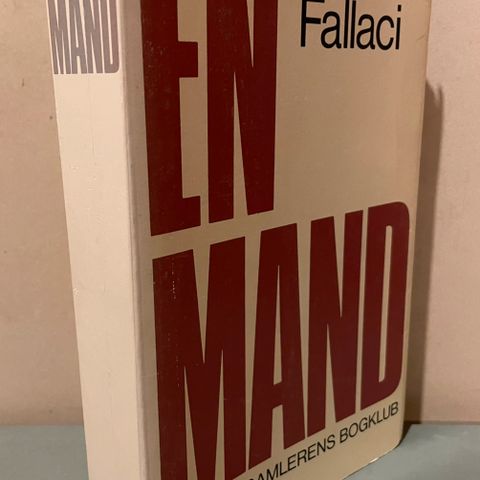 MAND
Fallaci
EN
MAND
SAMLERENS BOGKLUB